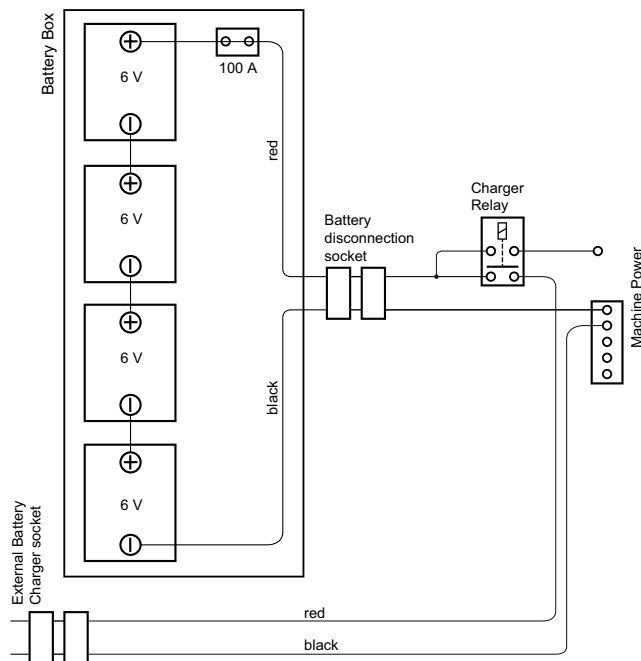 Battery Box
6 V
100 A
red
6 V
Battery
disconnection
socket
Charger
Relay
Machine Power
6 V
black
6 V
External Battery
Charger socket
red
black